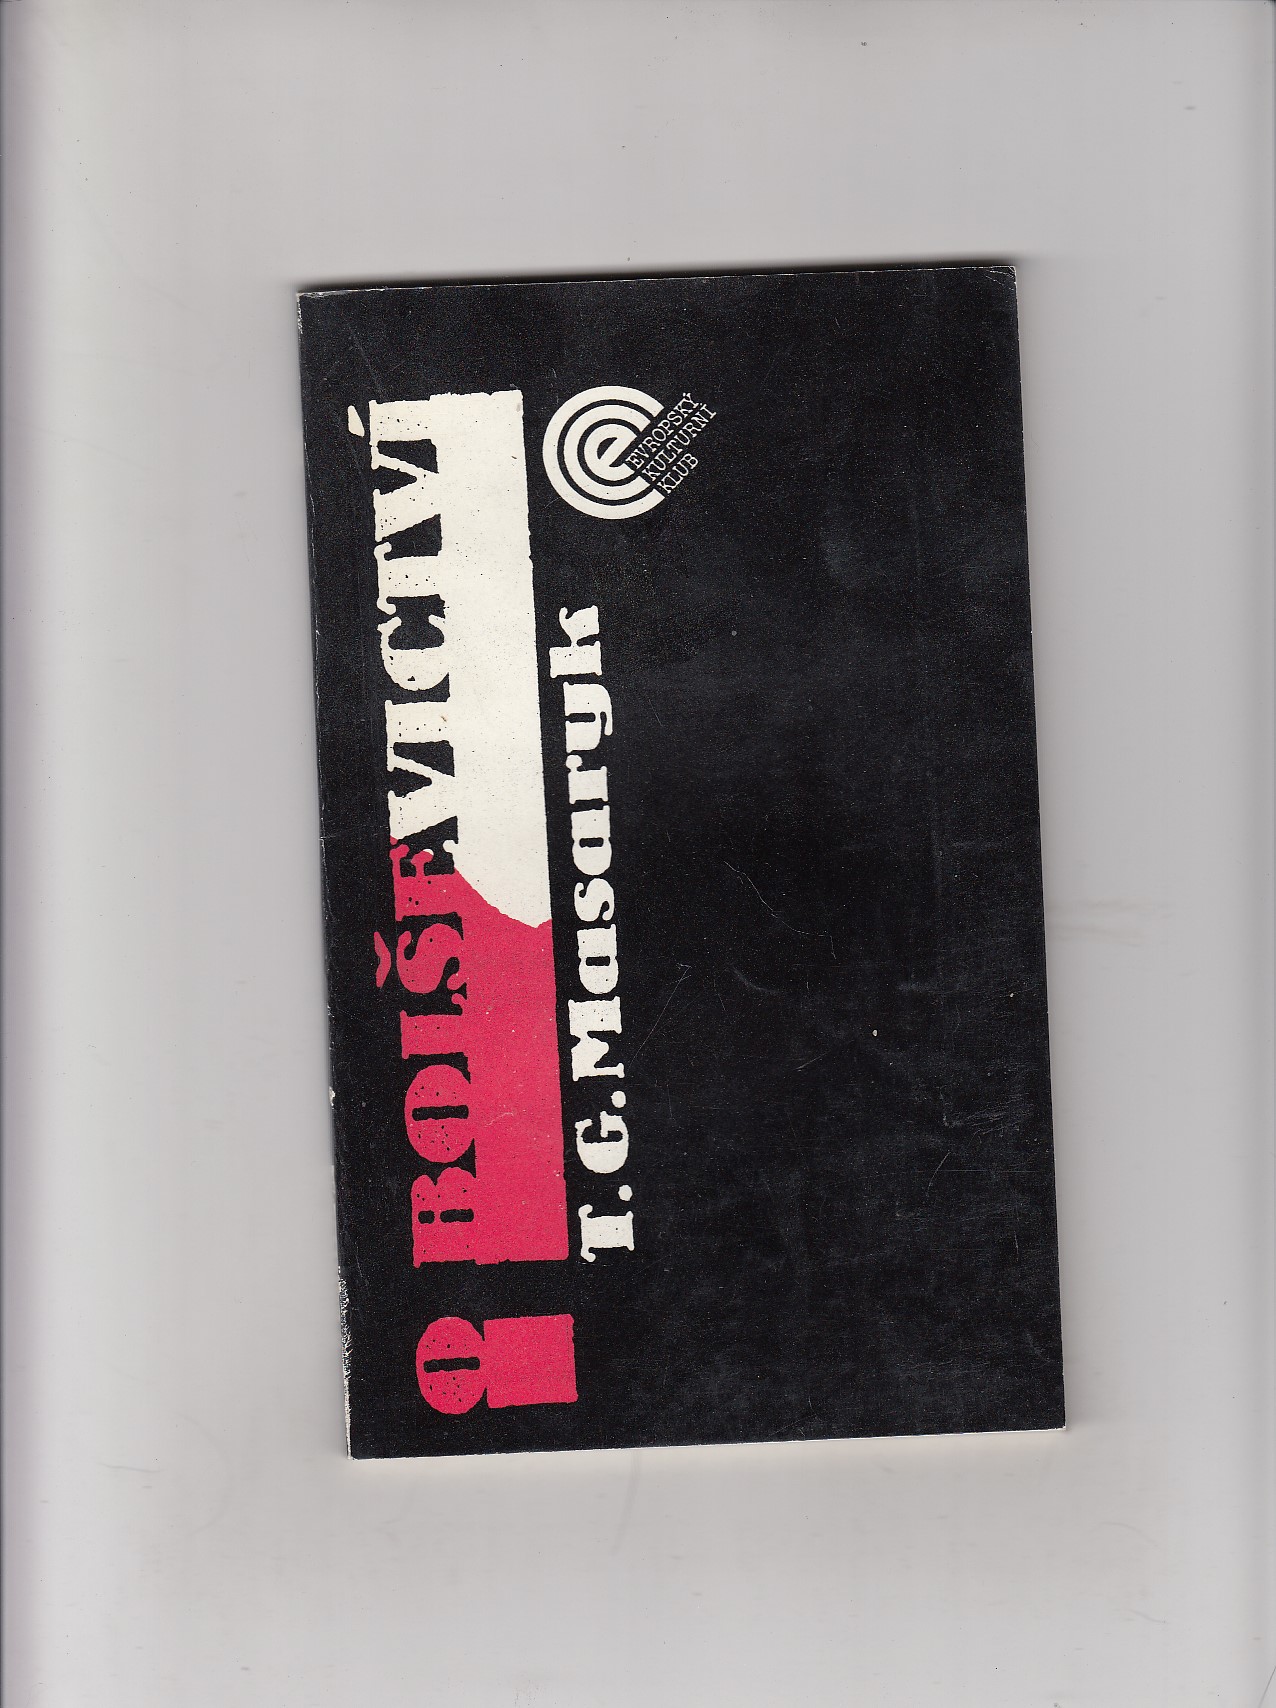 O BOLŠEVICTVÍ
T.G.Masaryk
e
EVROPSKÝ
KULTURNÍ
KLUB